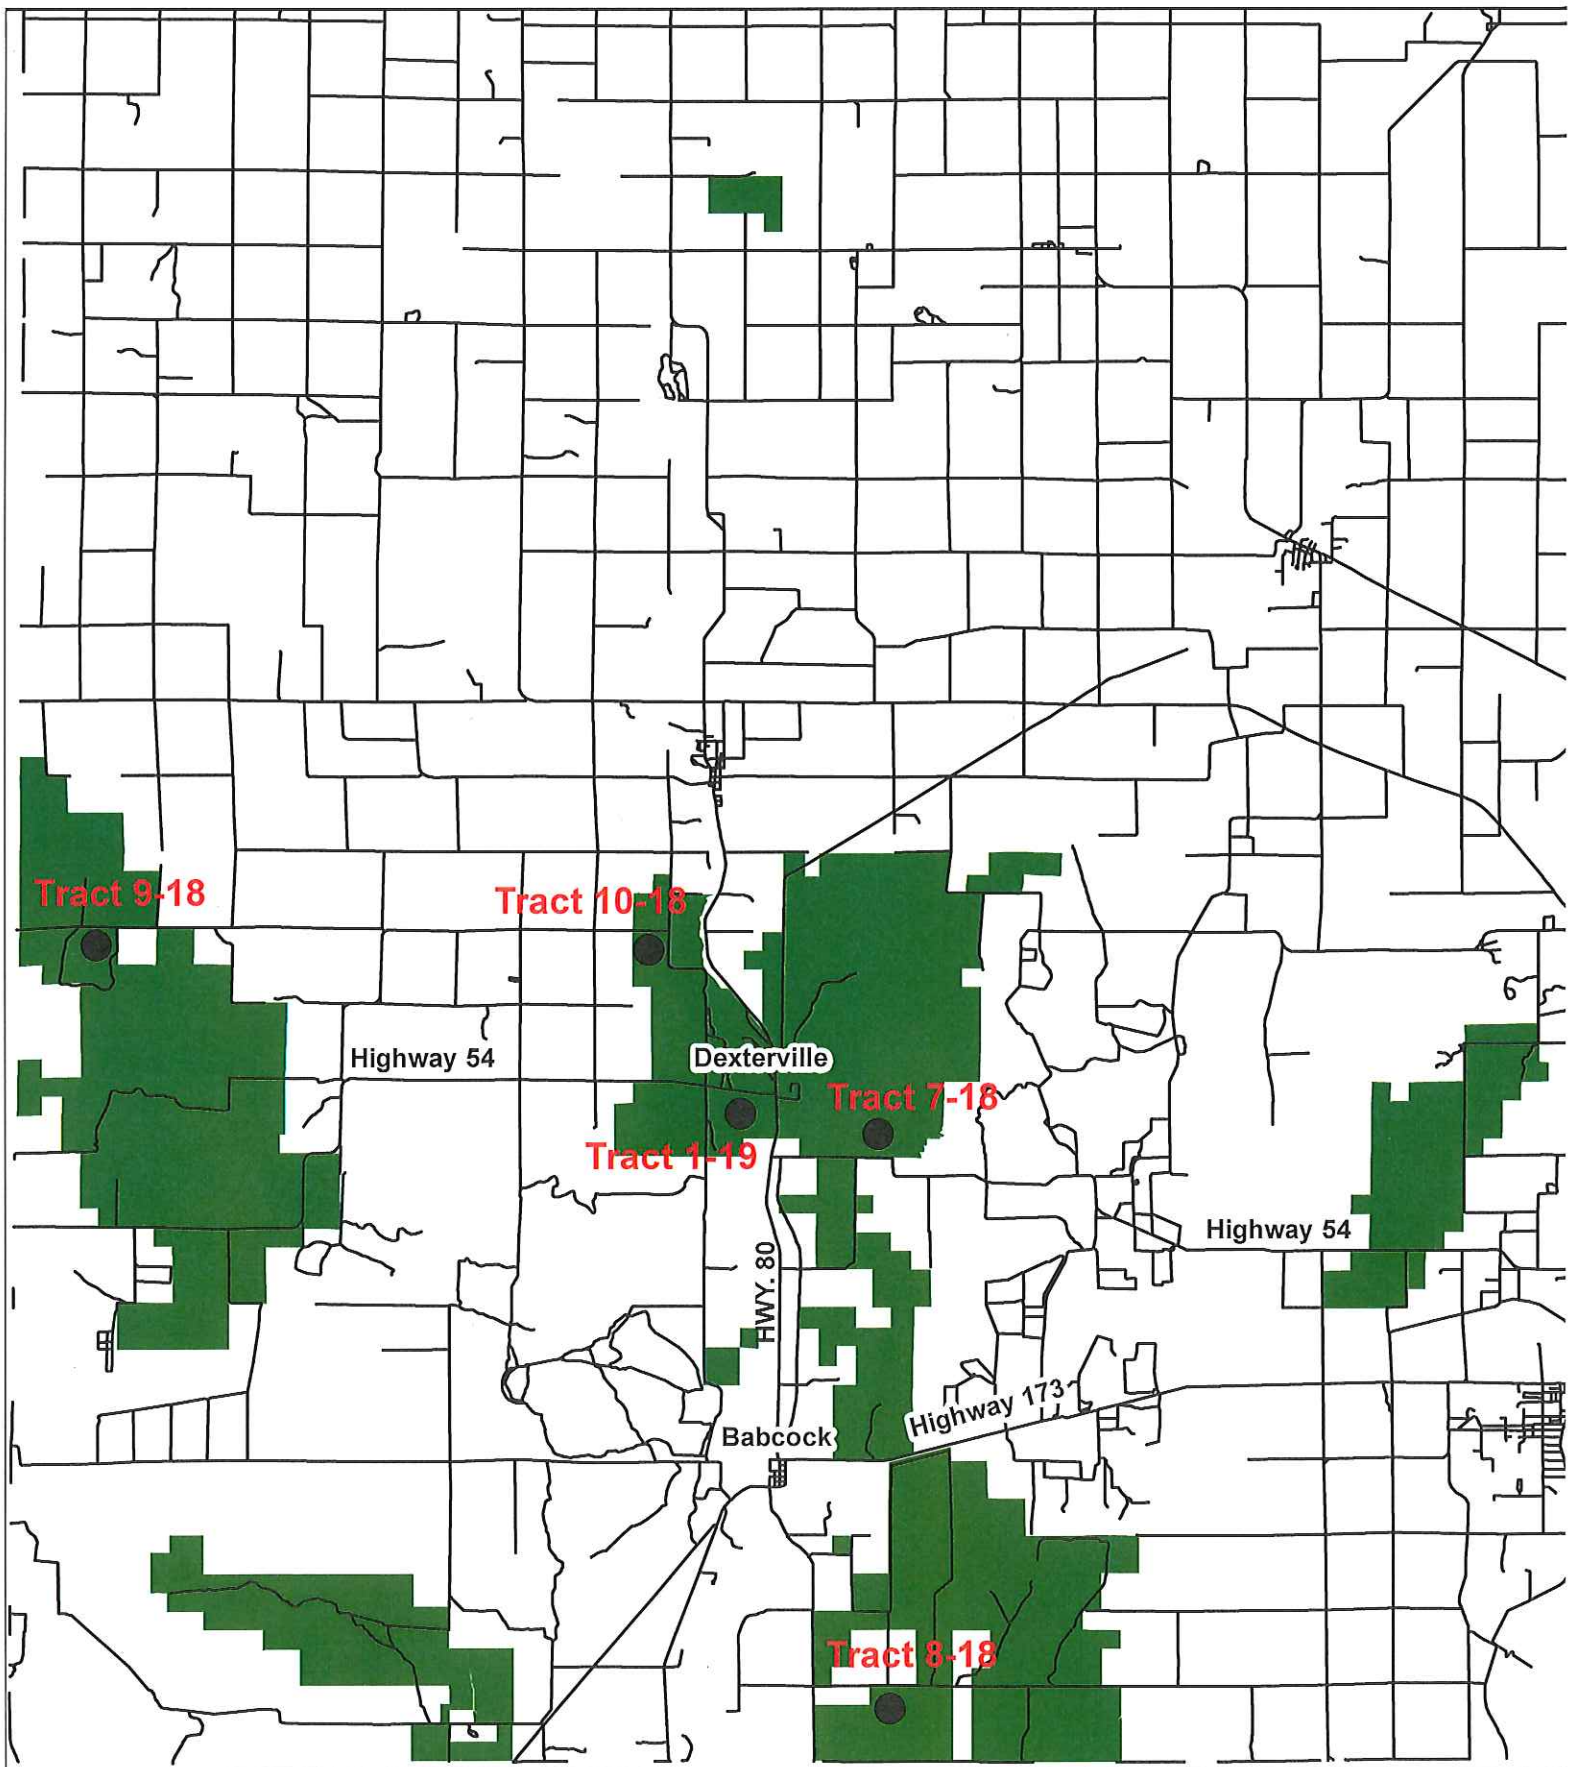 Tract 9-18
Tract 10-18
Highway 54
Dexterville
Tract 7-18
Tract 1-19
Highway 54
HWY. 80
Highway 173
Babcock
Tract 8-18